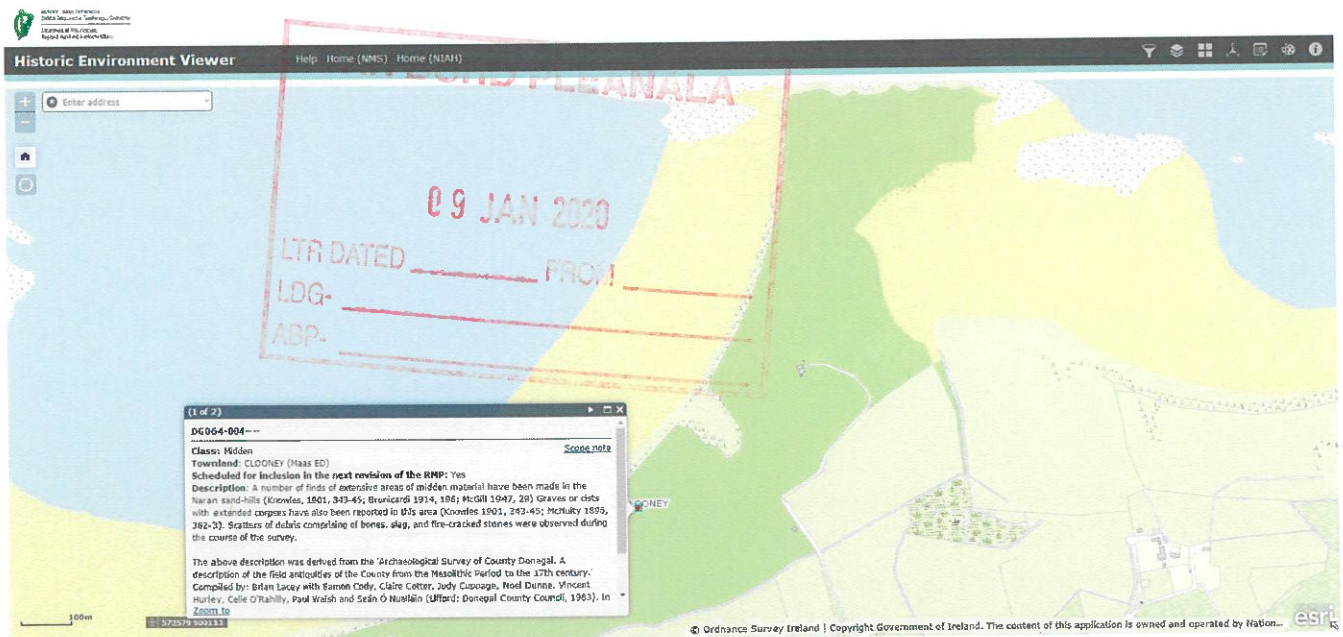 Historic Environment Viewer
Help Home (NMS) Home (NIAH)
Enter address
BORD PLEANALA
09 JAN 2020
LTR DATED FROM
LDG-
ABP-
(1 of 2)
DG064-004----
Class: Midden Scope note
Townland: CLOONEY (Maas ED)
Scheduled for inclusion in the next revision of the RMP: Yes
Description: A number of finds of extensive areas of midden material have been made in the
Naran sand-hills (Knowles, 1901, 343-45; Brunicardi 1914, 196; McGill 1947, 29) Graves or cists
with extended corpses have also been reported in this area (Knowles 1901, 343-45; McNulty 1895,
382-3). Scatters of debris comprising of bones, slag, and fire-cracked stones were observed during
the course of the survey.
The above description was derived from the 'Archaeological Survey of County Donegal. A
description of the field antiquities of the County from the Mesolithic Period to the 17th century.'
Compiled by: Brian Lacey with Eamon Cody, Claire Cotter, Judy Cuppage, Noel Dunne, Vincent
Hurley, Celie O'Rahilly, Paul Walsh and Seán Ó Nualláin (Lifford: Donegal County Council, 1983). In
Zoom to
OONEY
100m
© Ordnance Survey Ireland | Copyright Government of Ireland. The content of this application is owned and operated by Nation...
esri